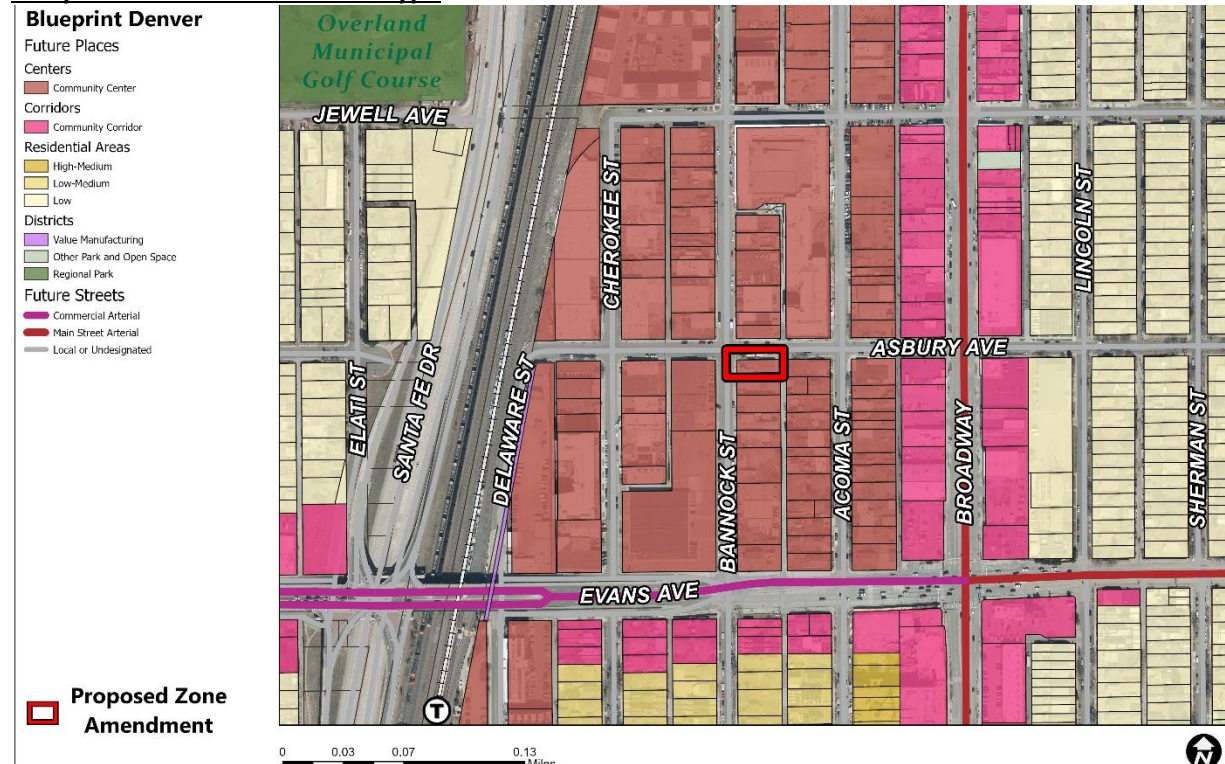 Blueprint Denver
Future Places
Centers
Community Center
Corridors
Community Corridor
Residential Areas
High-Medium
Low-Medium
Low
Districts
Value Manufacturing
Other Park and Open Space
Regional Park
Future Streets
Commercial Arterial
Main Street Arterial
Local or Undesignated
Proposed Zone
Amendment
Overland
Municipal
Golf Course
JEWELL AVE
CHEROKEE ST
LINCOLN ST
ASBURY AVE
ELATI ST
SANTA FE DR
DELAWARE ST
BANNOCK ST
ACOMA ST
BROADWAY
SHERMAN ST
EVANS AVE
T
0 0.03 0.07 0.13
Miles
N